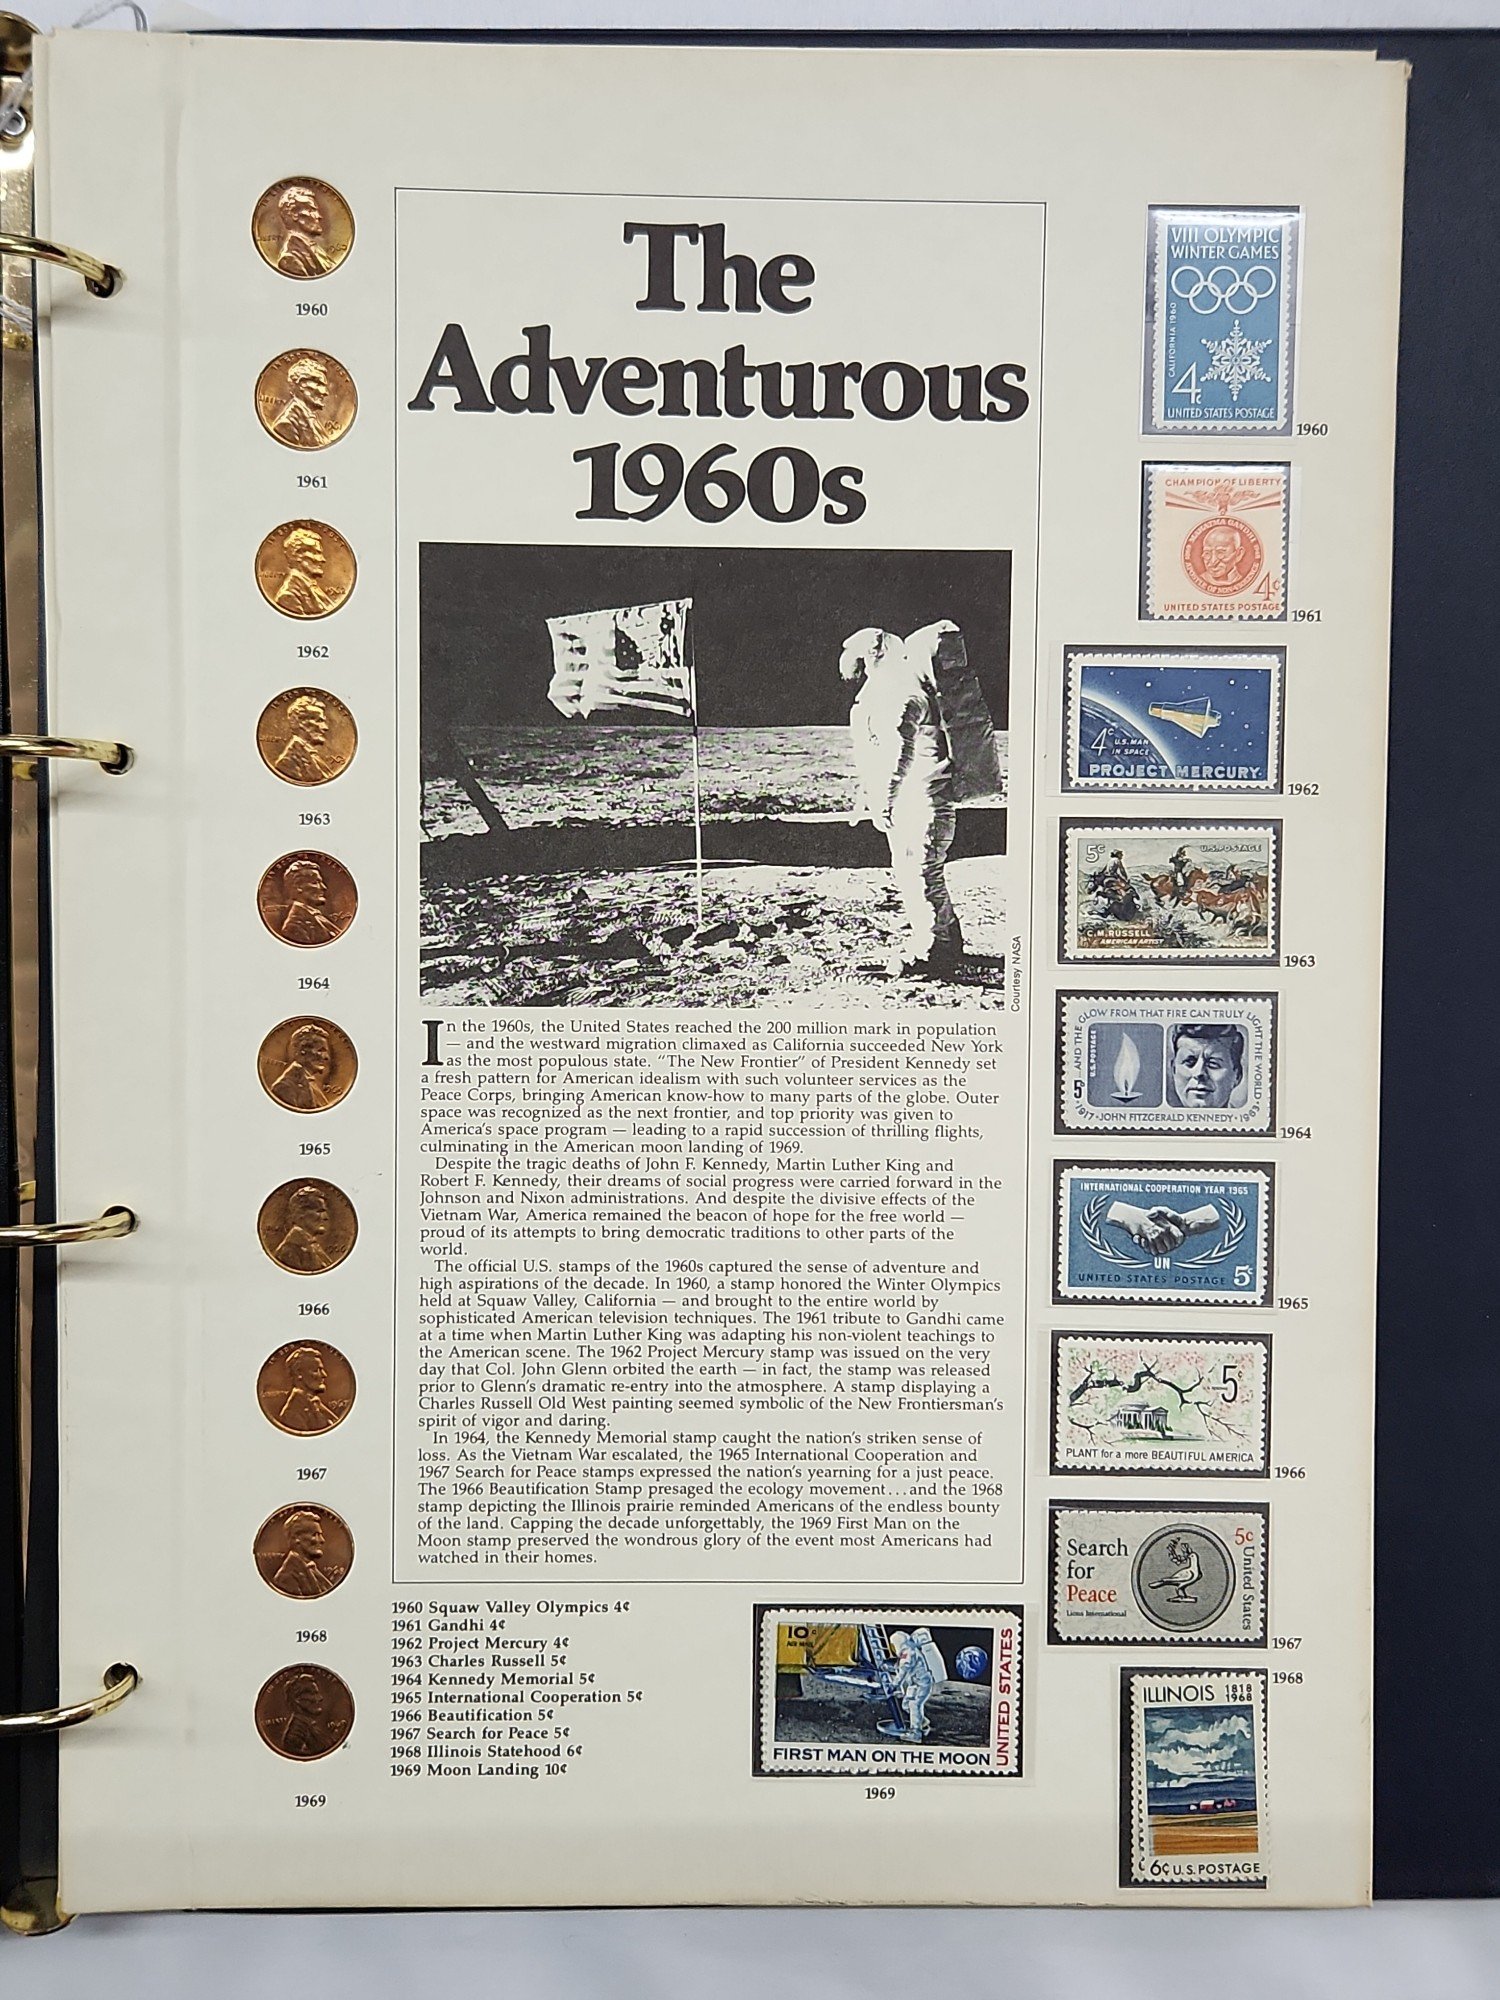 The
Adventurous
1960s
Courtesy NASA
In the 1960s, the United States reached the 200 million mark in population
— and the westward migration climaxed as California succeeded New York
as the most populous state. “The New Frontier” of President Kennedy set
a fresh pattern for American idealism with such volunteer services as the
Peace Corps, bringing American know-how to many parts of the globe. Outer
space was recognized as the next frontier, and top priority was given to
America's space program — leading to a rapid succession of thrilling flights,
culminating in the American moon landing of 1969.
Despite the tragic deaths of John F. Kennedy, Martin Luther King and
Robert F. Kennedy, their dreams of social progress were carried forward in the
Johnson and Nixon administrations. And despite the divisive effects of the
Vietnam War, America remained the beacon of hope for the free world —
proud of its attempts to bring democratic traditions to other parts of the
world.
The official U.S. stamps of the 1960s captured the sense of adventure and
high aspirations of the decade. In 1960, a stamp honored the Winter Olympics
held at Squaw Valley, California — and brought to the entire world by
sophisticated American television techniques. The 1961 tribute to Gandhi came
at a time when Martin Luther King was adapting his non-violent teachings to
the American scene. The 1962 Project Mercury stamp was issued on the very
day that Col. John Glenn orbited the earth — in fact, the stamp was released
prior to Glenn's dramatic re-entry into the atmosphere. A stamp displaying a
Charles Russell Old West painting seemed symbolic of the New Frontiersman's
spirit of vigor and daring.
In 1964, the Kennedy Memorial stamp caught the nation's striken sense of
loss. As the Vietnam War escalated, the 1965 International Cooperation and
1967 Search for Peace stamps expressed the nation's yearning for a just peace.
The 1966 Beautification Stamp presaged the ecology movement...and the 1968
stamp depicting the Illinois prairie reminded Americans of the endless bounty
of the land. Capping the decade unforgettably, the 1969 First Man on the
Moon stamp preserved the wondrous glory of the event most Americans had
watched in their homes.
1960 Squaw Valley Olympics 4¢
1961 Gandhi 4¢
1962 Project Mercury 4¢
1963 Charles Russell 5¢
1964 Kennedy Memorial 5¢
1965 International Cooperation 5¢
1966 Beautification 5¢
1967 Search for Peace 5¢
1968 Illinois Statehood 6¢
1969 Moon Landing 10¢
1960
1961
1962
1963
1964
1965
1966
1967
1968
1969
VIII OLYMPIC
WINTER GAMES
CALIFORNIA 1960
4¢
UNITED STATES POSTAGE
1960
CHAMPION OF LIBERTY
MAHATMA GANDHI
APOSTLE OF NON-VIOLENCE
4¢
UNITED STATES POSTAGE
1961
4¢ U.S. MAN
IN SPACE
PROJECT MERCURY
1962
5¢ U.S. POSTAGE
C.M. RUSSELL
AMERICAN ARTIST
1963
...AND THE GLOW FROM THAT FIRE CAN TRULY LIGHT THE WORLD
U.S. POSTAGE
5¢
1917 · JOHN FITZGERALD KENNEDY · 1963
1964
INTERNATIONAL COOPERATION YEAR 1965
UN
UNITED STATES POSTAGE 5¢
1965
5¢
PLANT for a more BEAUTIFUL AMERICA
1966
Search
for
Peace
Lions International
5¢ United States
1967
1968
ILLINOIS 1818
1968
6¢ U.S. POSTAGE
10¢
AIR MAIL
UNITED STATES
FIRST MAN ON THE MOON
1969